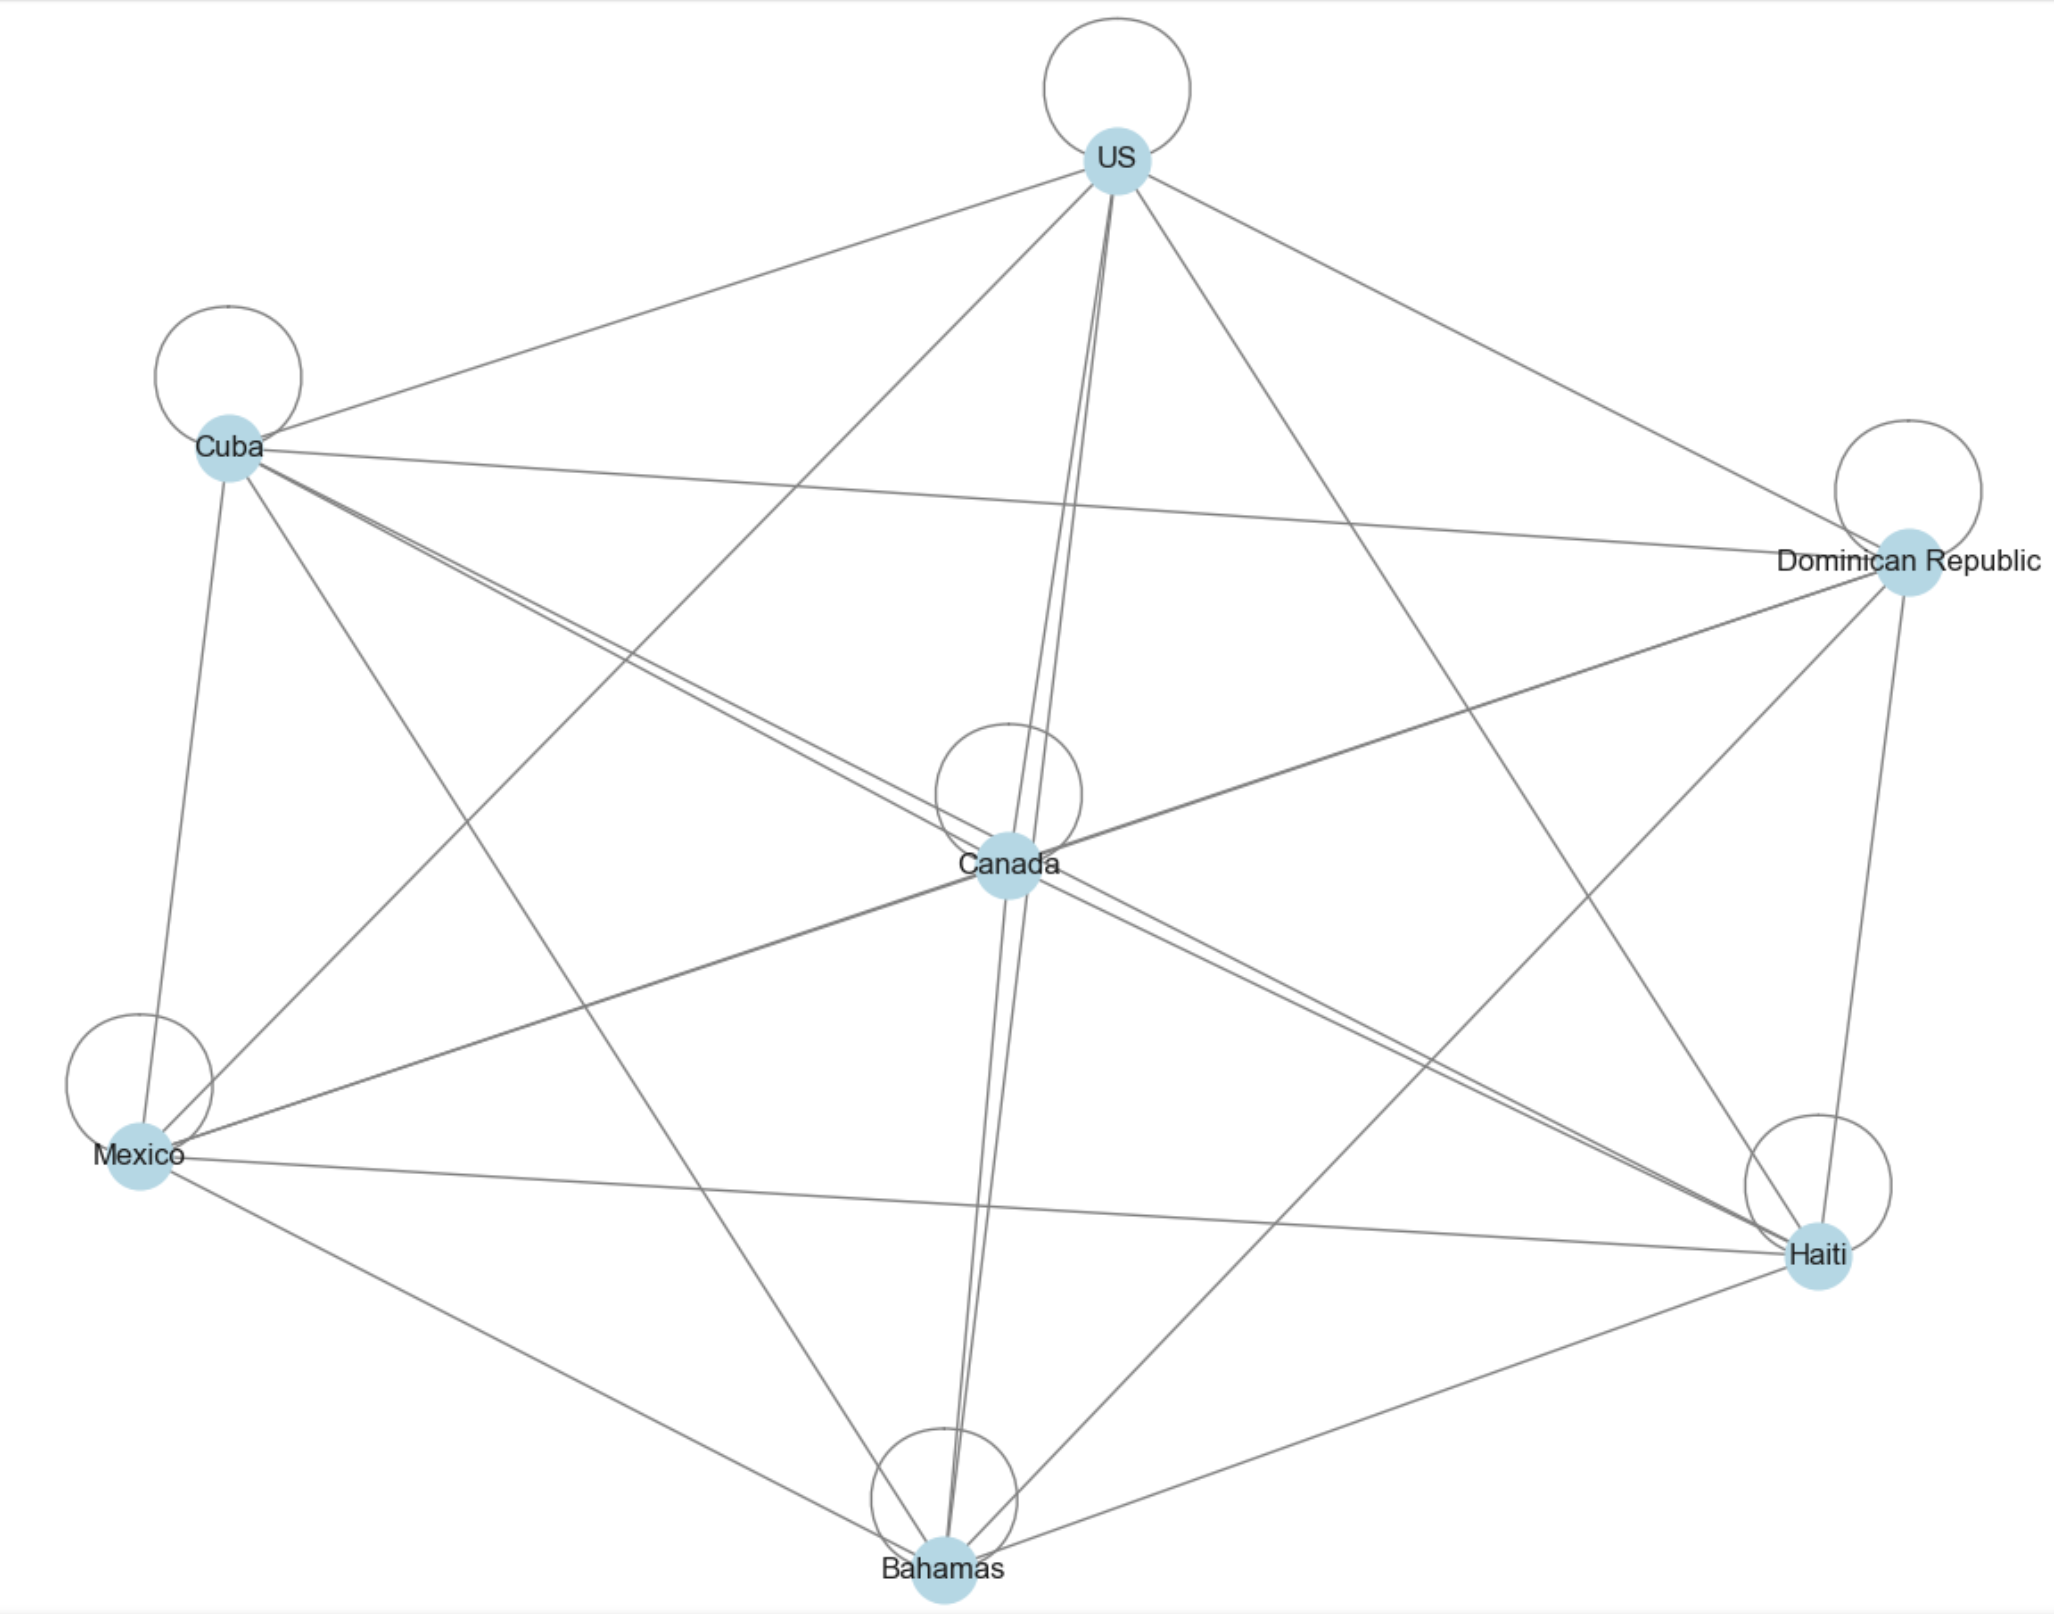 US
Cuba
Dominican Republic
Canada
Mexico
Haiti
Bahamas